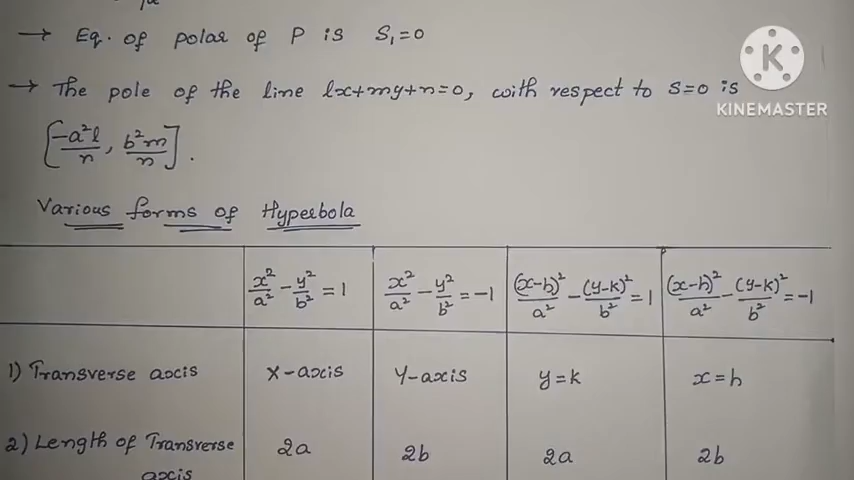 → Eq. of polar of P is S₁=0
→ The pole of the line lx+my+n=0, with respect to S=0 is
[-a²l/n, b²m/n].
Various forms of Hyperbola
x²/a² - y²/b² = 1 x²/a² - y²/b² = -1 (x-h)²/a² - (y-k)²/b² = 1 (x-h)²/a² - (y-k)²/b² = -1
1) Transverse axis X-axis Y-axis y=k x=h
2) Length of Transverse axis 2a 2b 2a 2b
K
KINEMASTER